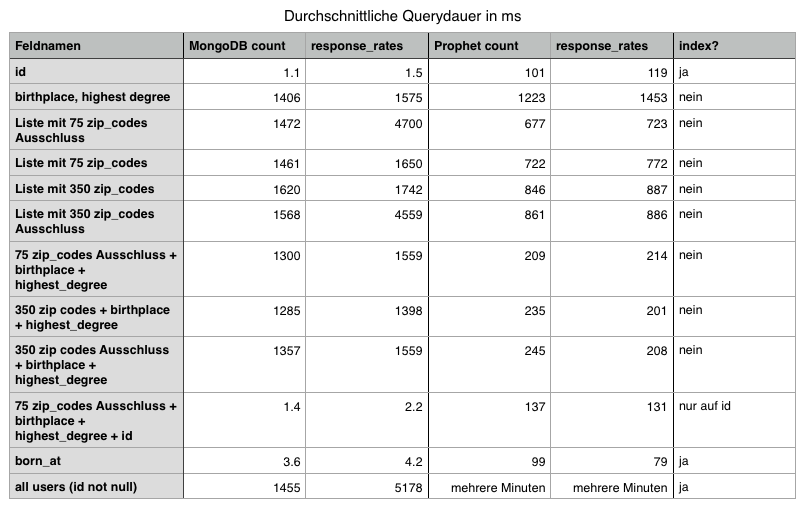 Durchschnittliche Querydauer in ms
Feldnamen MongoDB count response_rates Prophet count response_rates index?
id 1.1 1.5 101 119 ja
birthplace, highest degree 1406 1575 1223 1453 nein
Liste mit 75 zip_codes 1472 4700 677 723 nein
Ausschluss
Liste mit 75 zip_codes 1461 1650 722 772 nein
Liste mit 350 zip_codes 1620 1742 846 887 nein
Liste mit 350 zip_codes 1568 4559 861 886 nein
Ausschluss
75 zip_codes Ausschluss + 1300 1559 209 214 nein
birthplace +
highest_degree
350 zip codes + birthplace 1285 1398 235 201 nein
+ highest_degree
350 zip codes Ausschluss 1357 1559 245 208 nein
+ birthplace +
highest_degree
75 zip_codes Ausschluss + 1.4 2.2 137 131 nur auf id
birthplace +
highest_degree + id
born_at 3.6 4.2 99 79 ja
all users (id not null) 1455 5178 mehrere Minuten mehrere Minuten ja